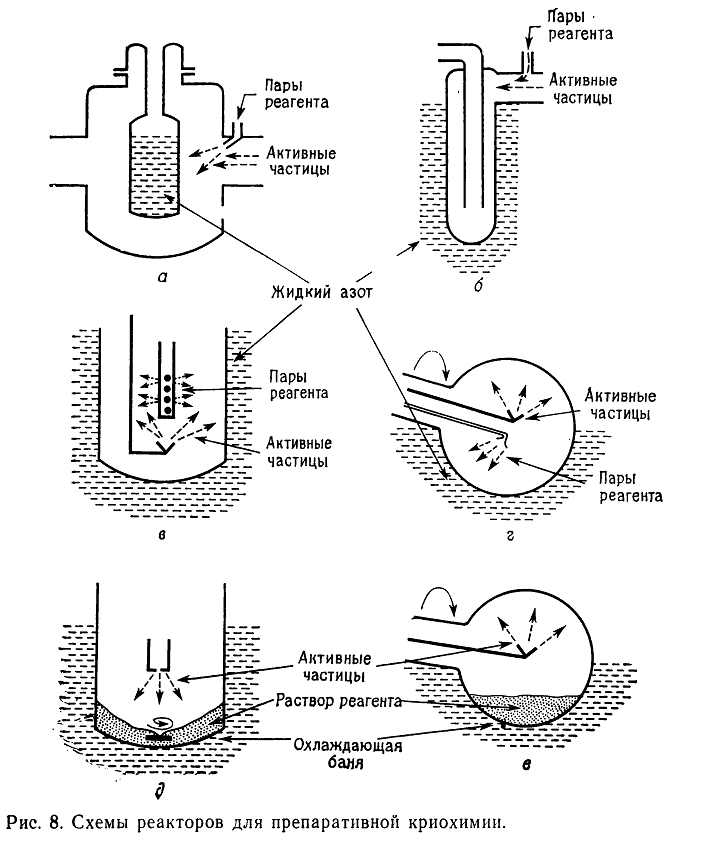 Пары
реагента
Активные
частицы
а
Пары
реагента
Активные
частицы
б
Жидкий азот
Пары
реагента
Активные
частицы
в
Активные
частицы
Пары
реагента
г
Активные
частицы
Раствор реагента
Охлаждающая
баня
д
е
Рис. 8. Схемы реакторов для препаративной криохимии.